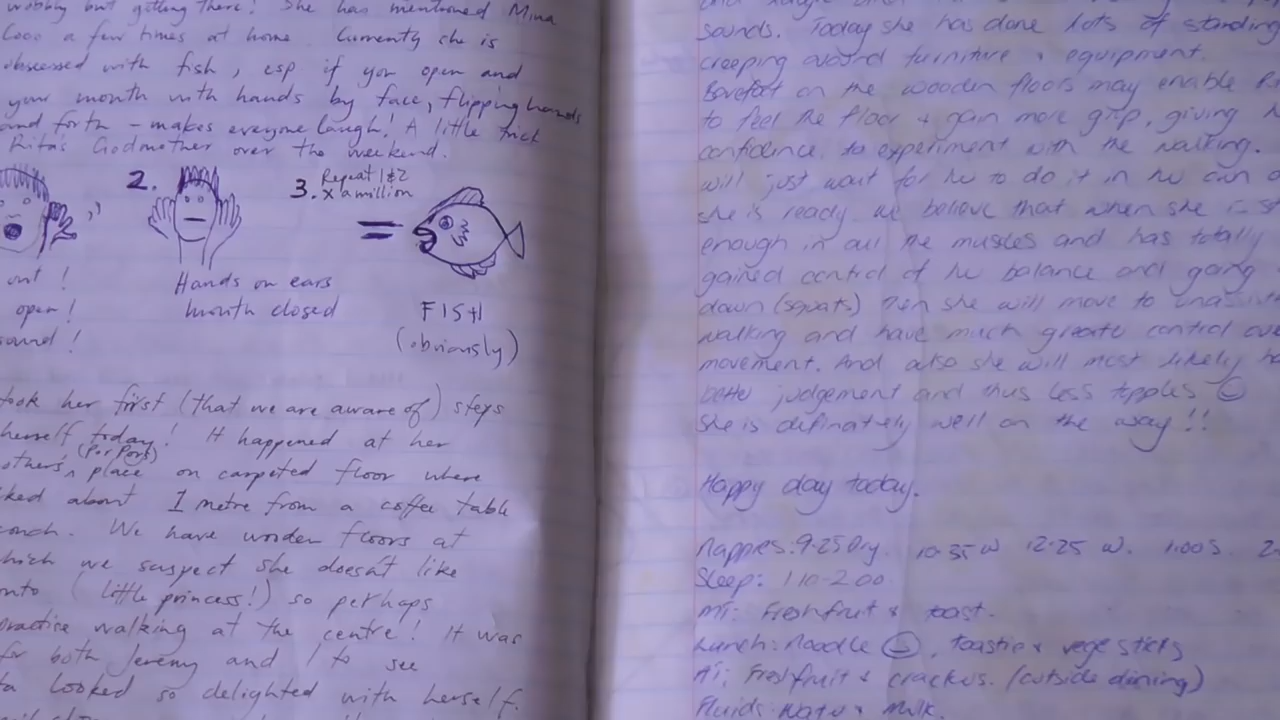 wobbly but getting there! She has mentioned Mina
Cooo a few times at home. Currently she is
obsessed with fish, esp if you open and
your mouth with hands by face, flipping hands
and forth - makes everyone laugh! A little trick
Rita's Godmother over the weekend.
2.
3. Repeat 1 & 2
x a million
=
out!
open!
sound!
Hands on ears
mouth closed
FISH
(obviously)
took her first (that we are aware of) steps
herself today! It happened at her
(PorPors)
other's ^ place on carpeted floor where
ked about 1 metre from a coffee table
couch. We have wooden floors at
which we suspect she doesn't like
onto (little princess!) so perhaps
practise walking at the centre! It was
for both Jeremy and I to see
ta looked so delighted with herself.
sounds. Today she has done lots of standing
creeping around furniture & equipment.
Barefoot on the wooden floors may enable
to feel the floor + gain more grip, giving
confidence, to experiment with the walking.
will just wait for her to do it in her own
she is ready. We believe that when she is
enough in all the muscles and has totally
gained control of her balance and going
down (squats) then she will move to
walking and have much greater control
movement. And also she will most likely
better judgement and thus less tipples
She is definately well on the way!!
Happy day today.
Nappies: 9.25 Dry. 10.35 W 12.25 W. 1.00 S. 2
Sleep: 1.10-2.00
MT: Fresh fruit & toast.
Lunch: Noodle , toastie & vege sticks
AT: Fresh fruit & crackers. (outside dining)
Fluids: Water & Milk.